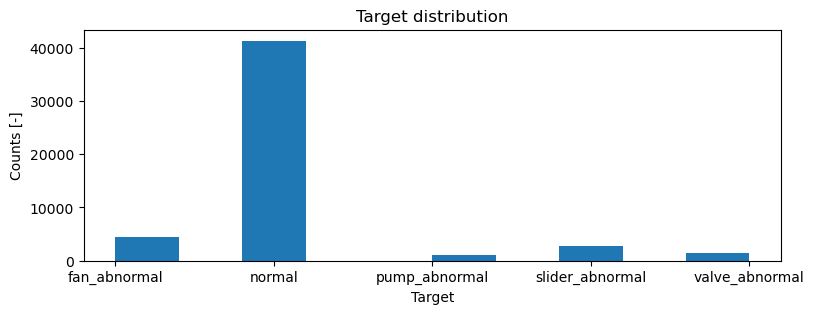 Target distribution
Counts [-]
40000
30000
20000
10000
0
fan_abnormal normal pump_abnormal slider_abnormal valve_abnormal
Target